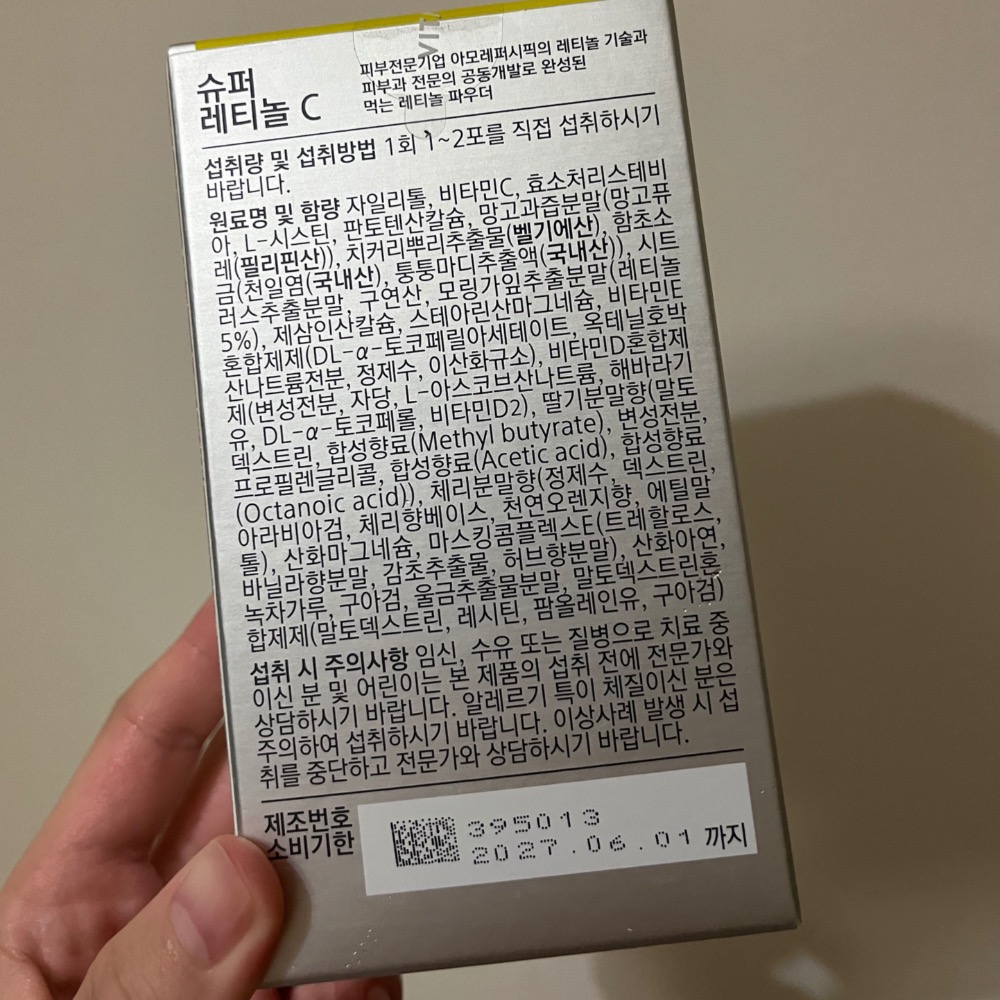 VIT
슈퍼
레티놀 C
피부전문기업 아모레퍼시픽의 레티놀 기술과
피부과 전문의 공동개발로 완성된
먹는 레티놀 파우더
섭취량 및 섭취방법 1회 1~2포를 직접 섭취하시기
바랍니다.
원료명 및 함량 자일리톨, 비타민C, 효소처리스테비
아, L-시스틴, 판토텐산칼슘, 망고과즙분말(망고퓨
레(필리핀산)), 치커리뿌리추출물(벨기에산), 함초소
금(천일염(국내산), 퉁퉁마디추출액(국내산)), 시트
러스추출분말, 구연산, 모링가잎추출분말(레티놀
5%), 제삼인산칼슘, 스테아린산마그네슘, 비타민E
혼합제제(DL-α-토코페릴아세테이트, 옥테닐호박
산나트륨전분, 정제수, 이산화규소), 비타민D혼합제
제(변성전분, 자당, L-아스코브산나트륨, 해바라기
유, DL-α-토코페롤, 비타민D2), 딸기분말향(말토
덱스트린, 합성향료(Methyl butyrate), 변성전분,
프로필렌글리콜, 합성향료(Acetic acid), 합성향료
(Octanoic acid)), 체리분말향(정제수, 덱스트린,
아라비아검, 체리향베이스, 천연오렌지향, 에틸말
톨), 산화마그네슘, 마스킹콤플렉스E(트레할로스,
바닐라향분말, 감초추출물, 허브향분말), 산화아연,
녹차가루, 구아검, 울금추출물분말, 말토덱스트린혼
합제제(말토덱스트린, 레시틴, 팜올레인유, 구아검)
섭취 시 주의사항 임신, 수유 또는 질병으로 치료 중
이신 분 및 어린이는 본 제품의 섭취 전에 전문가와
상담하시기 바랍니다. 알레르기 특이 체질이신 분은
주의하여 섭취하시기 바랍니다. 이상사례 발생 시 섭
취를 중단하고 전문가와 상담하시기 바랍니다.
제조번호 395013
소비기한 2027.06.01 까지